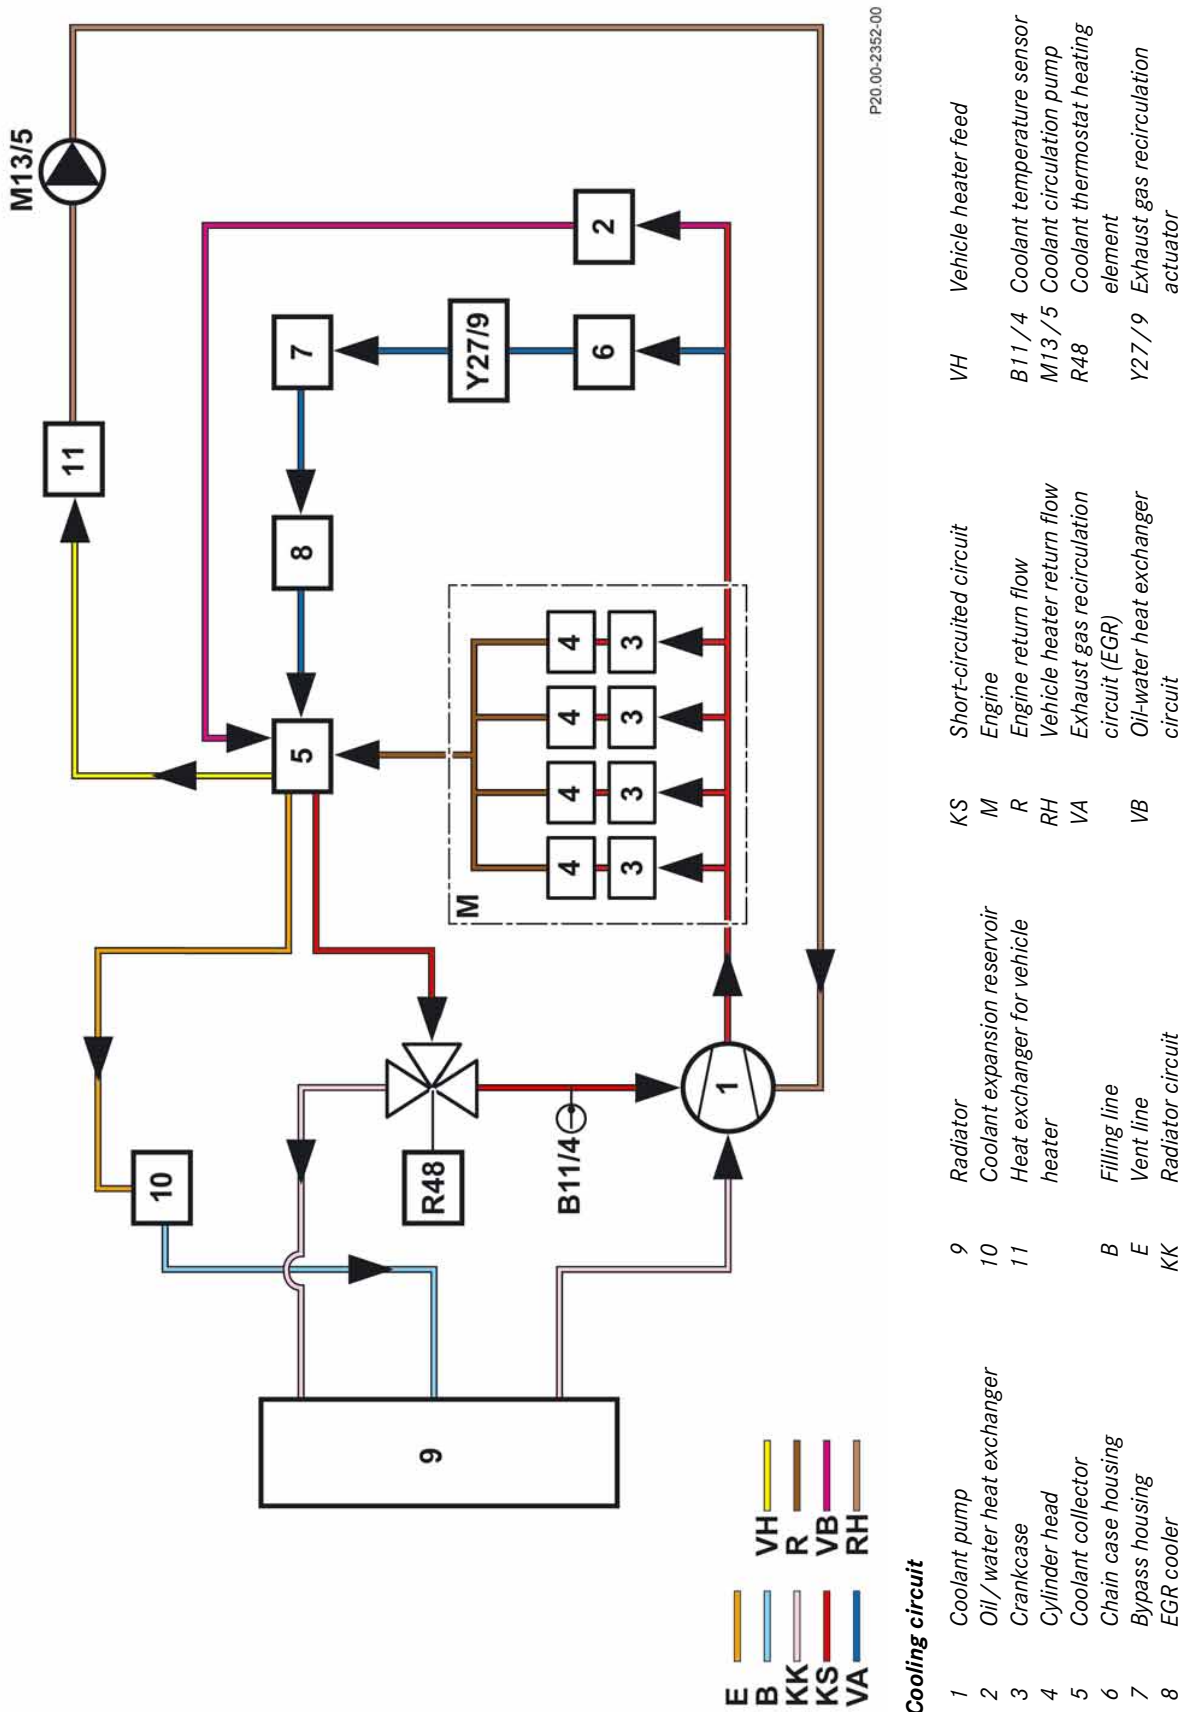 M13/5
11
7
8
5
Y27/9
6
2
4
4
4
4
3
3
3
3
M
10
R48
B11/4
1
9
E
B
KK
KS
VA
VH
R
VB
RH
P20.00-2352-00
Cooling circuit
1 Coolant pump
2 Oil/water heat exchanger
3 Crankcase
4 Cylinder head
5 Coolant collector
6 Chain case housing
7 Bypass housing
8 EGR cooler
9 Radiator
10 Coolant expansion reservoir
11 Heat exchanger for vehicle
heater
B Filling line
E Vent line
KK Radiator circuit
KS Short-circuited circuit
M Engine
R Engine return flow
RH Vehicle heater return flow
VA Exhaust gas recirculation
circuit (EGR)
VB Oil-water heat exchanger
circuit
VH Vehicle heater feed
B11/4 Coolant temperature sensor
M13/5 Coolant circulation pump
R48 Coolant thermostat heating
element
Y27/9 Exhaust gas recirculation
actuator